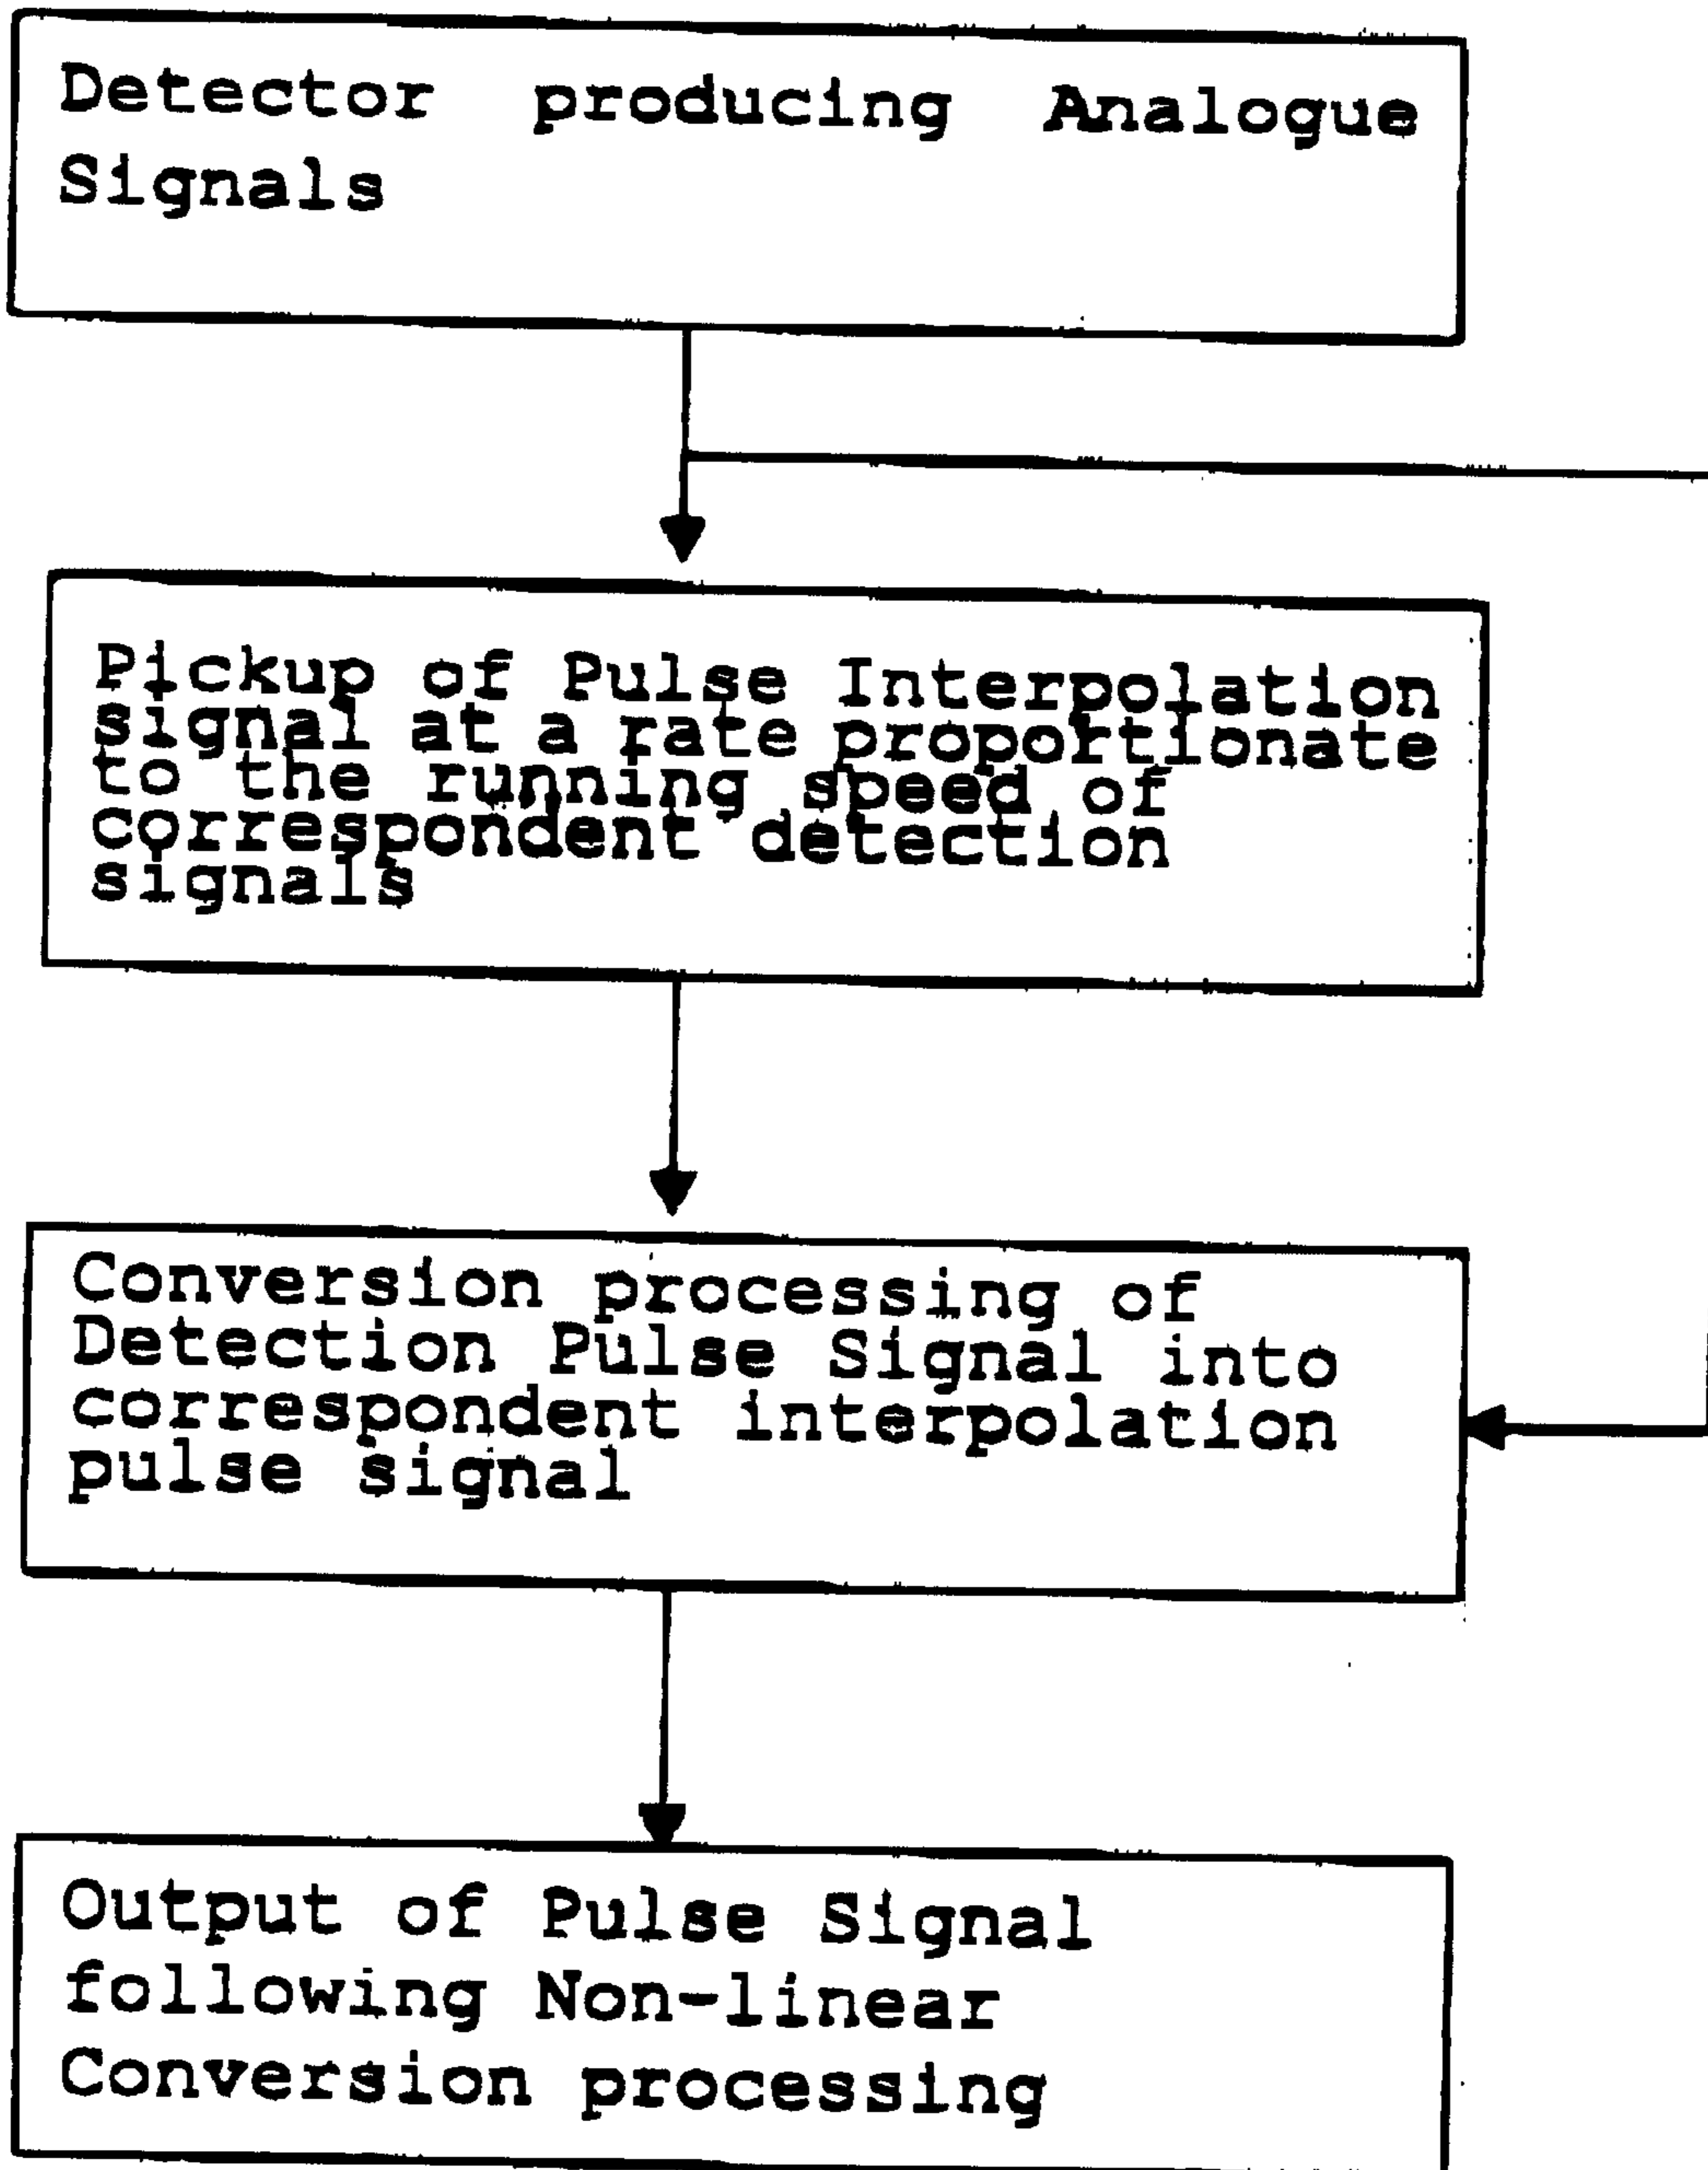 Detector producing Analogue
Signals
Pickup of Pulse Interpolation
signal at a rate proportionate
to the running speed of
correspondent detection
signals
Conversion processing of
Detection Pulse Signal into
correspondent interpolation
pulse signal
Output of Pulse Signal
following Non-linear
Conversion processing